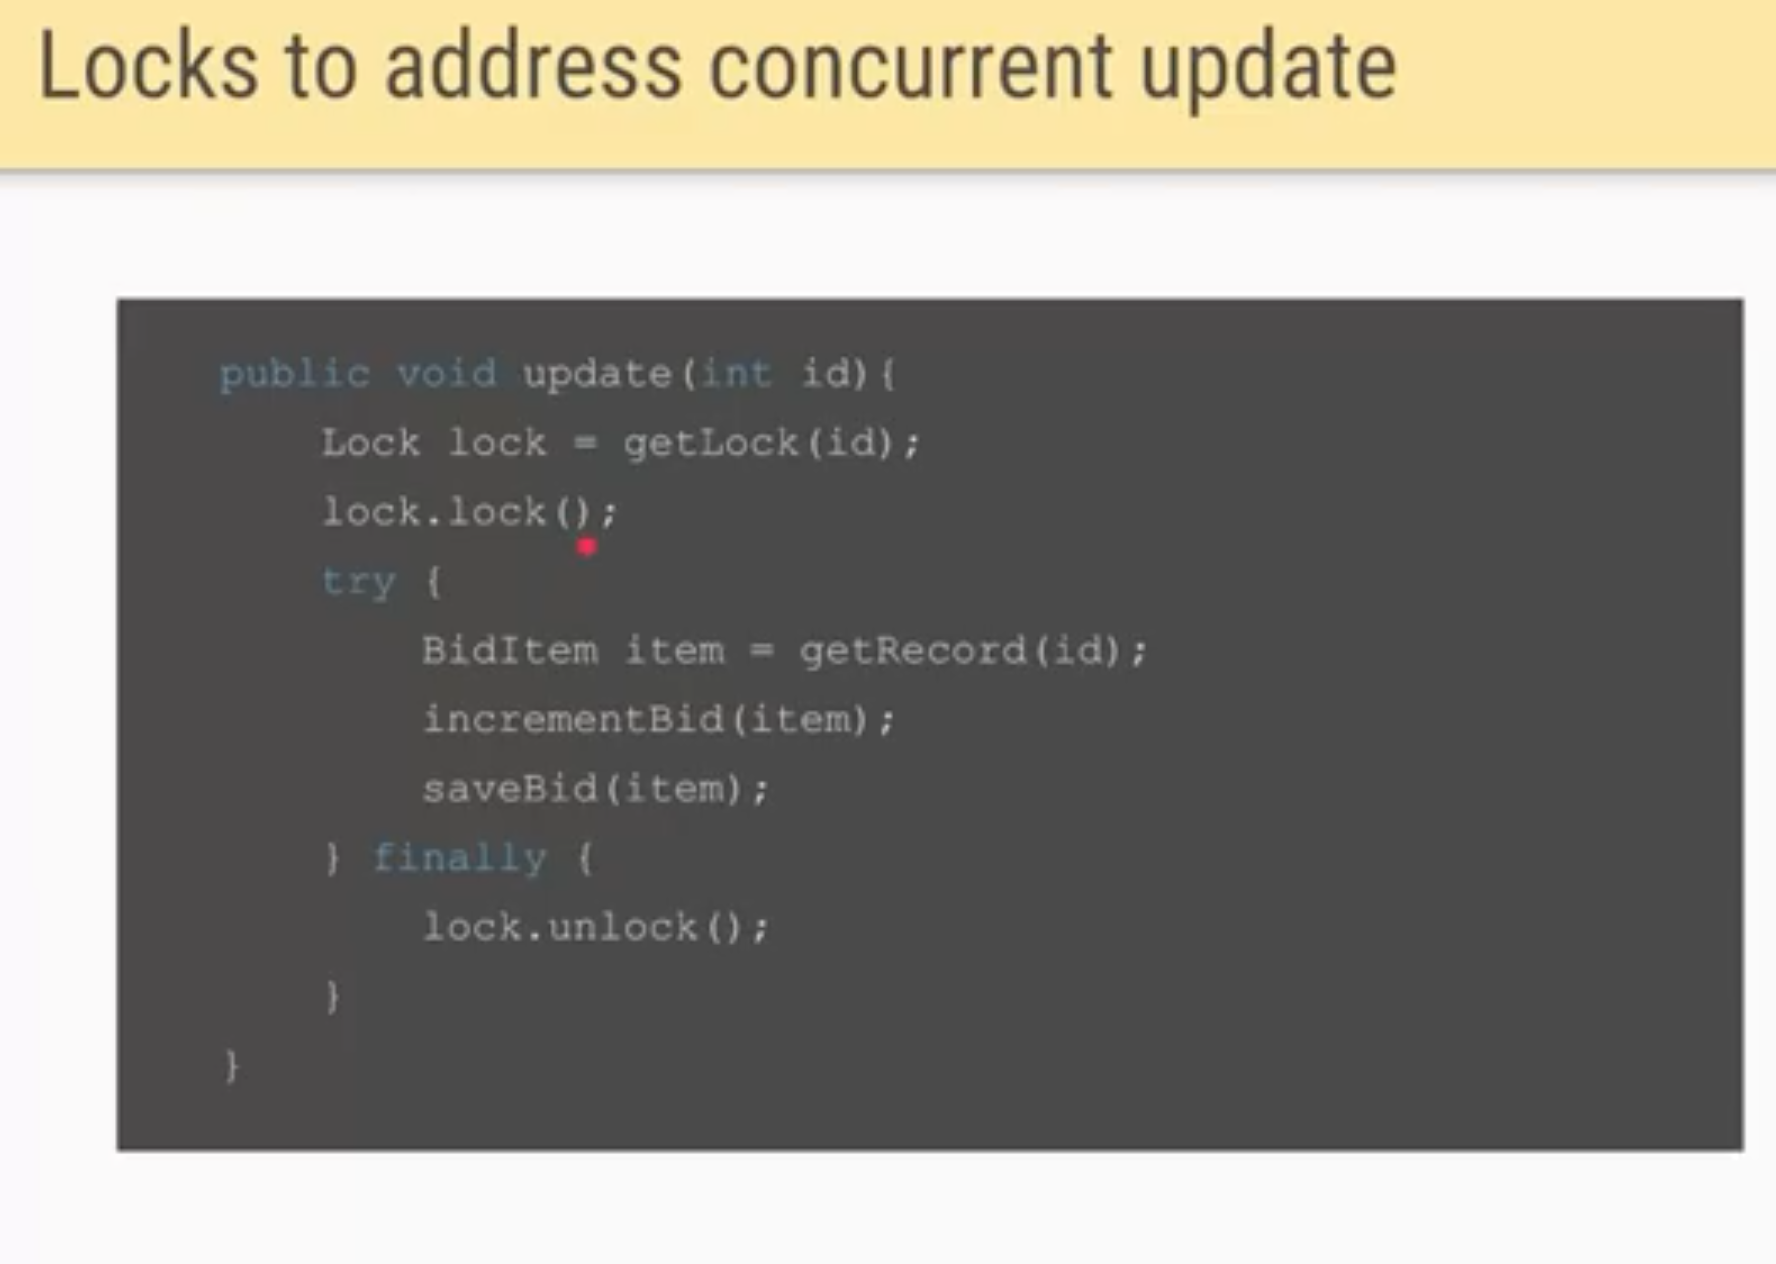 Locks to address concurrent update
public void update(int id){
Lock lock = getLock(id);
lock.lock();
try {
BidItem item = getRecord(id);
incrementBid(item);
saveBid(item);
} finally {
lock.unlock();
}
}